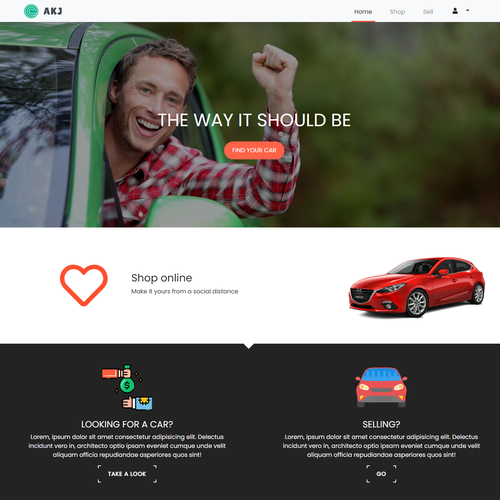 AKJ
Home
Shop
Sell
THE WAY IT SHOULD BE
FIND YOUR CAR
Shop online
Make it yours from a social distance
LOOKING FOR A CAR?
Lorem, ipsum dolor sit amet consectetur adipisicing elit. Delectus
incidunt vero in, architecto optio ipsam eveniet cumque unde velit
aliquam officia repudiandae asperiores quos sint!
TAKE A LOOK
SELLING?
Lorem, ipsum dolor sit amet consectetur adipisicing elit. Delectus
incidunt vero in, architecto optio ipsam eveniet cumque unde velit
aliquam officia repudiandae asperiores quos sint!
GO